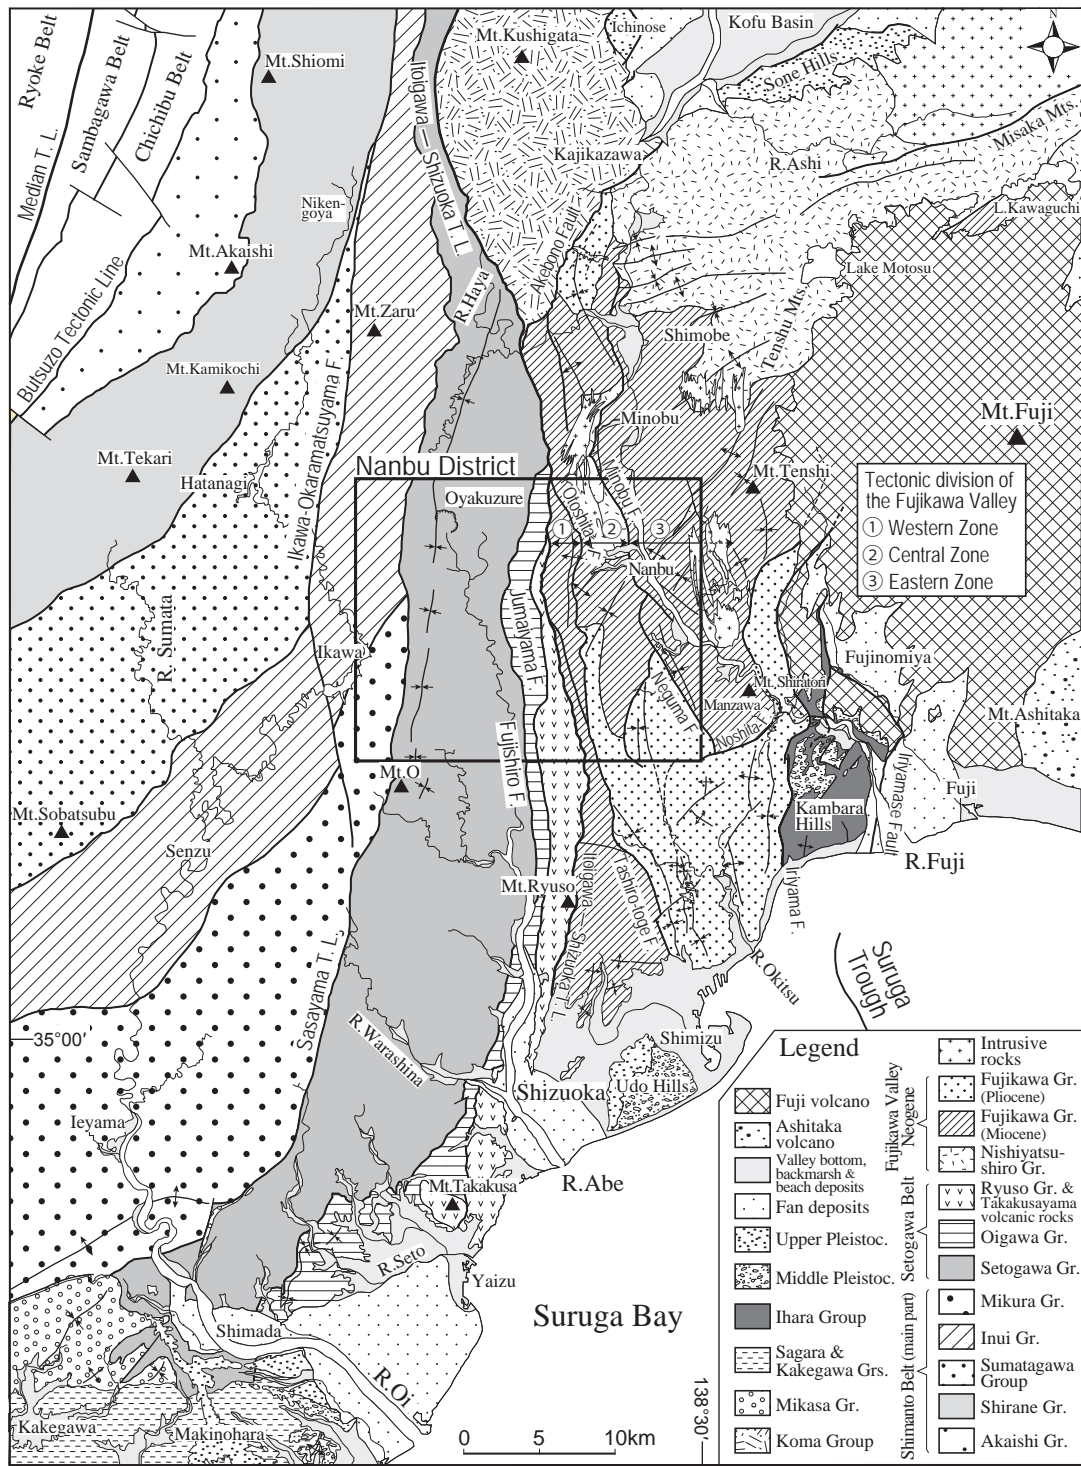 N
Kofu Basin
Ichinose
Mt.Kushigata
Sone Hills
Mt.Shiomi
Ryoke Belt
Sambagawa Belt
Chichibu Belt
Median T. L.
Itoigawa — Shizuoka T. L.
Misaka Mts.
Kajikazawa
R.Ashi
Niken-
goya
L.Kawaguchi
Mt.Akaishi
Akebono Fault
Lake Motosu
R.Haya
Butsuzo Tectonic Line
Mt.Zaru
Shimobe
Tenshu Mts.
Mt.Kamikochi
Ikawa-Okaramatsuyama F.
Minobu
Mt.Fuji
Mt.Tekari
Nanbu District
Mt.Tenshi
Hatanagi
Oyakuzure
Minobu F.
Tectonic division of
the Fujikawa Valley
① Western Zone
② Central Zone
③ Eastern Zone
① ② ③
Nanbu
Jumaiyama F.
R. Sumata
Ikawa
Fujinomiya
Mt.Shiratori
Neguma F.
Manzawa
Noshita F.
Mt.Ashitaka
Fujishiro F.
Mt.O
Iriyamase Fault
Fuji
Mt.Sobatsubu
Kambara
Hills
Senzu
R.Fuji
Mt.Ryuso
Itoigawa — Shizuoka T. L.
Tashiro-toge F.
Iriyama F.
Sasayama T. L.
R.Okitsu
Suruga
Trough
35°00′
R.Warashina
Shimizu
Shizuoka
Udo Hills
Ieyama
R.Abe
Mt.Takakusa
R.Seto
Yaizu
Suruga Bay
Shimada
R.Oi
Kakegawa
Makinohara
138°30′
0 5 10km
Legend
Fuji volcano
Ashitaka
volcano
Valley bottom,
backmarsh &
beach deposits
Fan deposits
Upper Pleistoc.
Middle Pleistoc.
Ihara Group
Sagara &
Kakegawa Grs.
Mikasa Gr.
Koma Group
Fujikawa Valley
Neogene
Intrusive
rocks
Fujikawa Gr.
(Pliocene)
Fujikawa Gr.
(Miocene)
Nishiyatsu-
shiro Gr.
Setogawa Belt
Ryuso Gr. &
Takakusayama
volcanic rocks
Oigawa Gr.
Setogawa Gr.
Shimanto Belt (main part)
Mikura Gr.
Inui Gr.
Sumatagawa
Group
Shirane Gr.
Akaishi Gr.